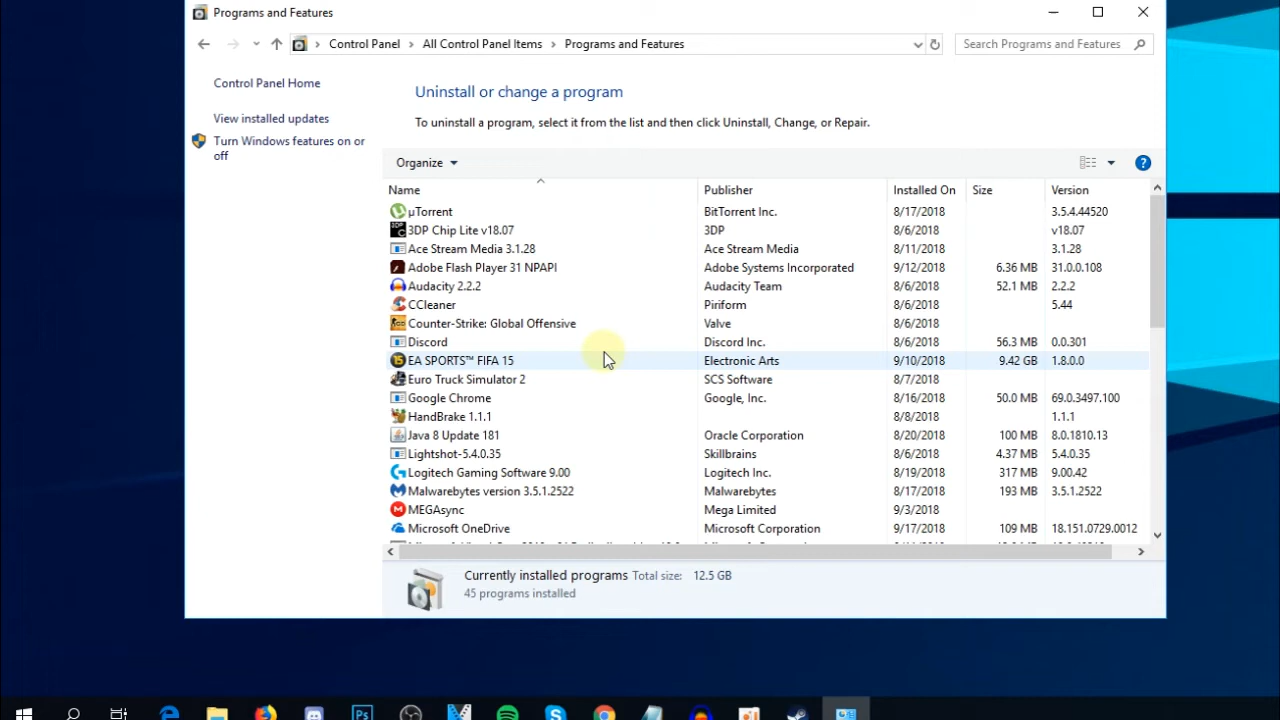 Programs and Features
Control Panel > All Control Panel Items > Programs and Features
Search Programs and Features
Control Panel Home
View installed updates
Turn Windows features on or
off
Uninstall or change a program
To uninstall a program, select it from the list and then click Uninstall, Change, or Repair.
Organize
Name Publisher Installed On Size Version
µTorrent BitTorrent Inc. 8/17/2018 3.5.4.44520
3DP Chip Lite v18.07 3DP 8/6/2018 v18.07
Ace Stream Media 3.1.28 Ace Stream Media 8/11/2018 3.1.28
Adobe Flash Player 31 NPAPI Adobe Systems Incorporated 9/12/2018 6.36 MB 31.0.0.108
Audacity 2.2.2 Audacity Team 8/6/2018 52.1 MB 2.2.2
CCleaner Piriform 8/6/2018 5.44
Counter-Strike: Global Offensive Valve 8/6/2018
Discord Discord Inc. 8/6/2018 56.3 MB 0.0.301
EA SPORTS™ FIFA 15 Electronic Arts 9/10/2018 9.42 GB 1.8.0.0
Euro Truck Simulator 2 SCS Software 8/7/2018
Google Chrome Google, Inc. 8/16/2018 50.0 MB 69.0.3497.100
HandBrake 1.1.1 8/8/2018 1.1.1
Java 8 Update 181 Oracle Corporation 8/20/2018 100 MB 8.0.1810.13
Lightshot-5.4.0.35 Skillbrains 8/6/2018 4.37 MB 5.4.0.35
Logitech Gaming Software 9.00 Logitech Inc. 8/19/2018 317 MB 9.00.42
Malwarebytes version 3.5.1.2522 Malwarebytes 8/17/2018 193 MB 3.5.1.2522
MEGAsync Mega Limited 9/3/2018
Microsoft OneDrive Microsoft Corporation 9/17/2018 109 MB 18.151.0729.0012
Currently installed programs Total size: 12.5 GB
45 programs installed